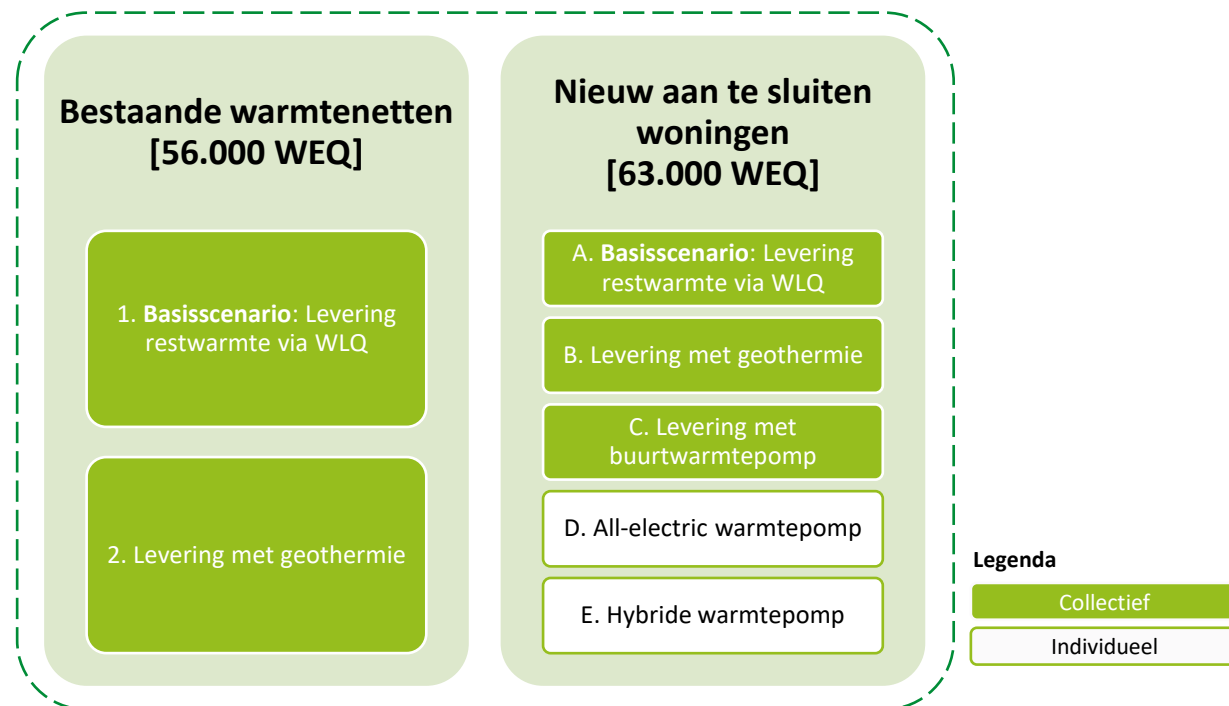 Bestaande warmtenetten
[56.000 WEQ]
1. Basisscenario: Levering
restwarmte via WLQ
2. Levering met geothermie
Nieuw aan te sluiten
woningen
[63.000 WEQ]
A. Basisscenario: Levering
restwarmte via WLQ
B. Levering met geothermie
C. Levering met
buurtwarmtepomp
D. All-electric warmtepomp
E. Hybride warmtepomp
Legenda
Collectief
Individueel